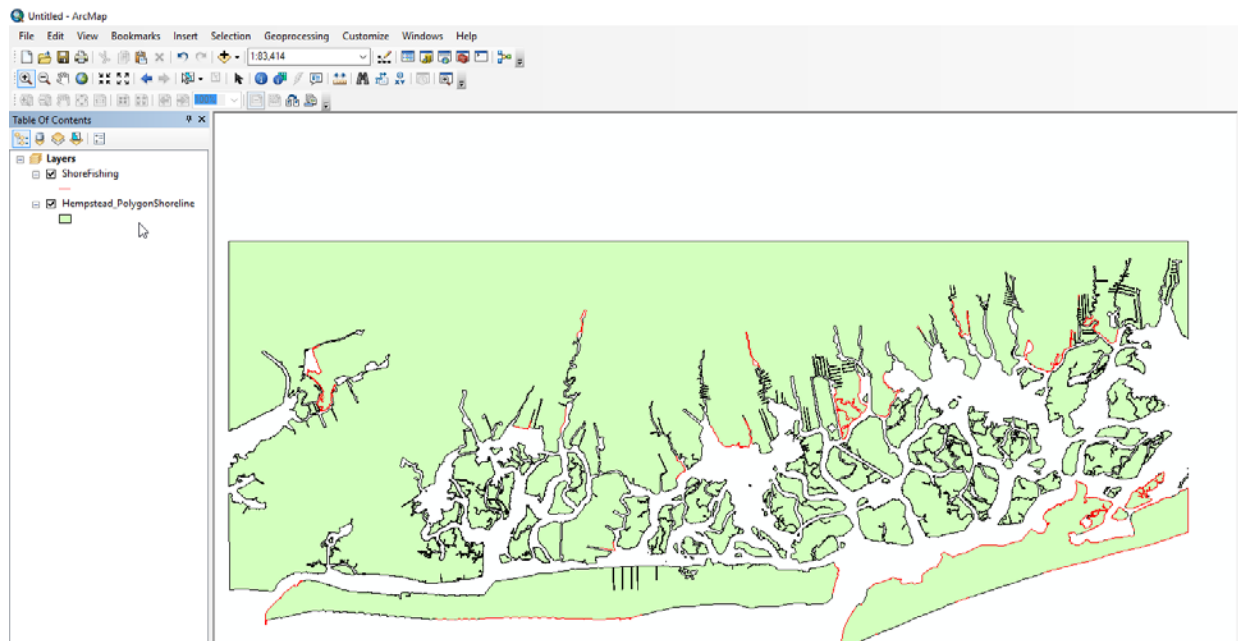 Untitled - ArcMap
File Edit View Bookmarks Insert Selection Geoprocessing Customize Windows Help
1:83,414
Table Of Contents
Layers
ShoreFishing
Hempstead_PolygonShoreline